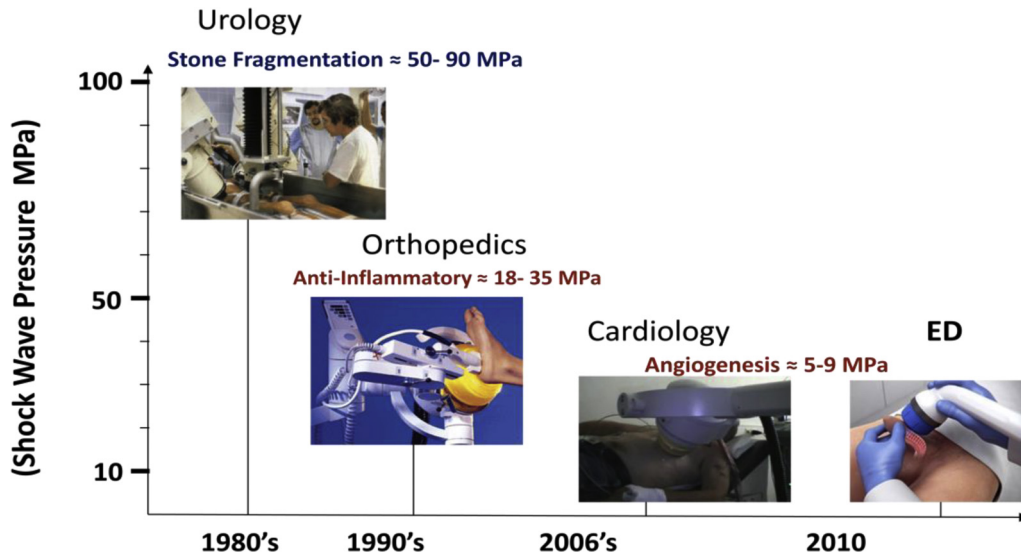 Urology
Stone Fragmentation ≈ 50- 90 MPa
100
Orthopedics
Anti-Inflammatory ≈ 18- 35 MPa
50
Cardiology
ED
Angiogenesis ≈ 5-9 MPa
10
(Shock Wave Pressure MPa)
1980's
1990's
2006's
2010